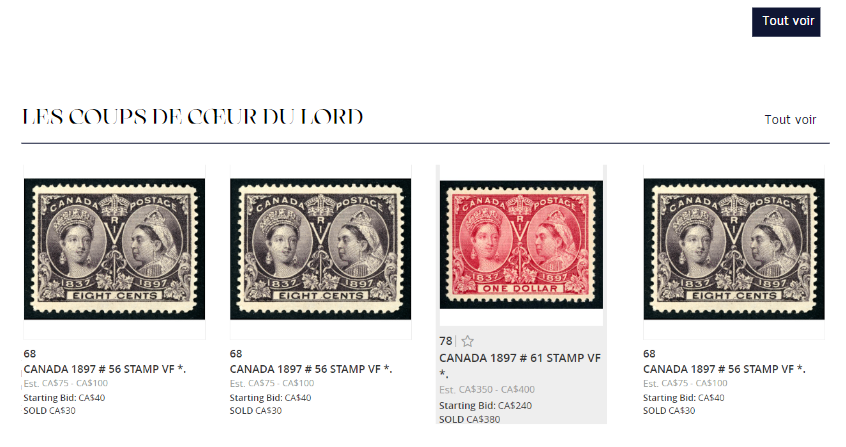 Tout voir
LES COUPS DE CŒUR DU LORD
Tout voir
CANADA POSTAGE
V R I
1837 1897
EIGHT CENTS
68
CANADA 1897 # 56 STAMP VF *.
Est. CA$75 - CA$100
Starting Bid: CA$40
SOLD CA$30
CANADA POSTAGE
V R I
1837 1897
EIGHT CENTS
68
CANADA 1897 # 56 STAMP VF *.
Est. CA$75 - CA$100
Starting Bid: CA$40
SOLD CA$30
CANADA POSTAGE
V R I
1837 1897
ONE DOLLAR
78
CANADA 1897 # 61 STAMP VF
*.
Est. CA$350 - CA$400
Starting Bid: CA$240
SOLD CA$380
CANADA POSTAGE
V R I
1837 1897
EIGHT CENTS
68
CANADA 1897 # 56 STAMP VF *.
Est. CA$75 - CA$100
Starting Bid: CA$40
SOLD CA$30